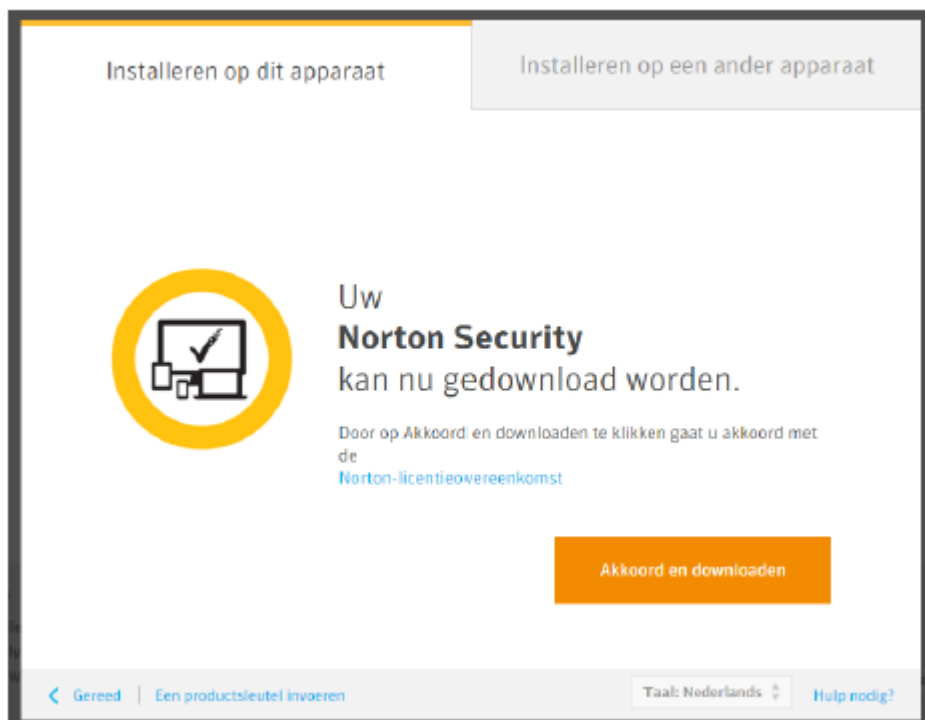 Installeren op dit apparaat
Installeren op een ander apparaat
Uw
Norton Security
kan nu gedownload worden.
Door op Akkoord en downloaden te klikken gaat u akkoord met
de
Norton-licentieovereenkomst
Akkoord en downloaden
Gereed
Een productsleutel invoeren
Taal: Nederlands
Hulp nodig?